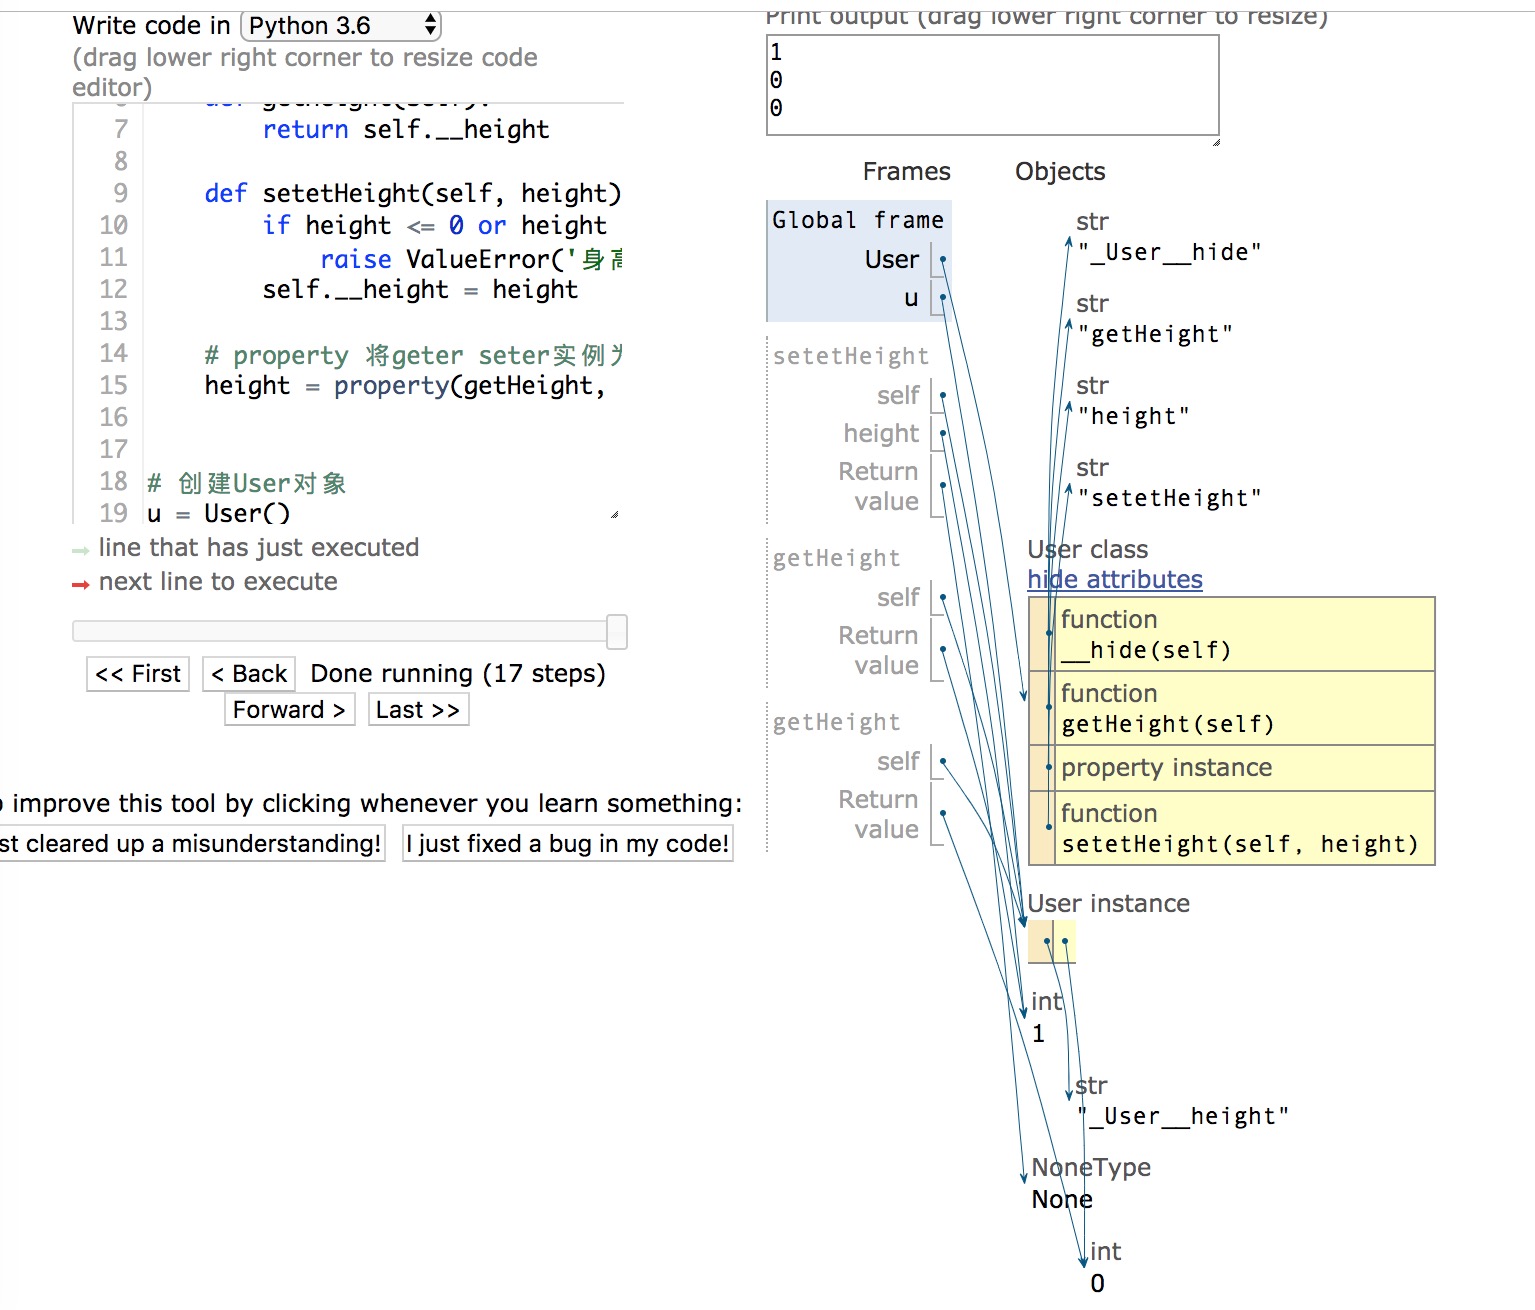 Write code in Python 3.6
(drag lower right corner to resize code
editor)
7 return self.__height
8
9 def setetHeight(self, height)
10 if height <= 0 or height
11 raise ValueError('身高
12 self.__height = height
13
14 # property 将geter seter实例为
15 height = property(getHeight,
16
17
18 # 创建User对象
19 u = User()
line that has just executed
next line to execute
<< First
< Back
Done running (17 steps)
Forward >
Last >>
improve this tool by clicking whenever you learn something:
st cleared up a misunderstanding!
I just fixed a bug in my code!
Print output (drag lower right corner to resize)
1
0
0
Frames
Objects
Global frame
User
u
setetHeight
self
height
Return
value
getHeight
self
Return
value
getHeight
self
Return
value
str
"_User__hide"
str
"getHeight"
str
"height"
str
"setetHeight"
User class
hide attributes
function
__hide(self)
function
getHeight(self)
property instance
function
setetHeight(self, height)
User instance
int
1
str
"_User__height"
NoneType
None
int
0